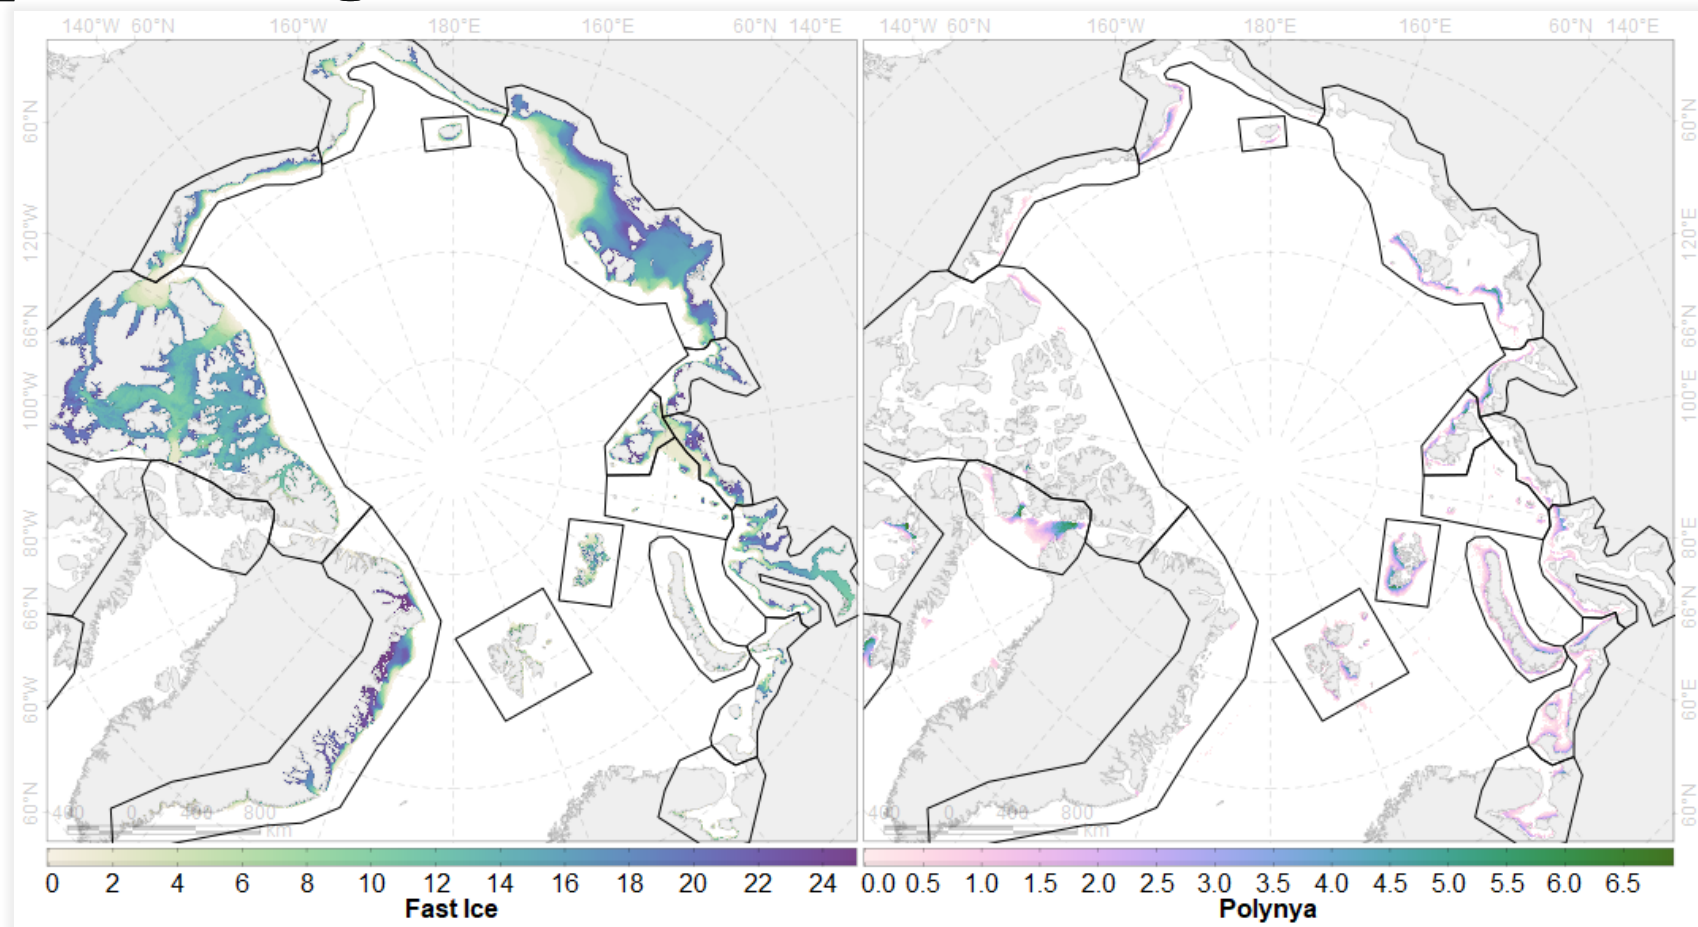 140°W 60°N 160°W 180°E 160°E 60°N 140°E 140°W 60°N 160°W 180°E 160°E 60°N 140°E
60°N 60°N
120°W 120°E
66°N 66°N
100°W 100°E
80°W 80°E
66°N 66°N
60°W 60°E
60°N 60°N
400 0 400 800 400 0 400 800
km km
0 2 4 6 8 10 12 14 16 18 20 22 24 0.0 0.5 1.0 1.5 2.0 2.5 3.0 3.5 4.0 4.5 5.0 5.5 6.0 6.5
Fast Ice Polynya